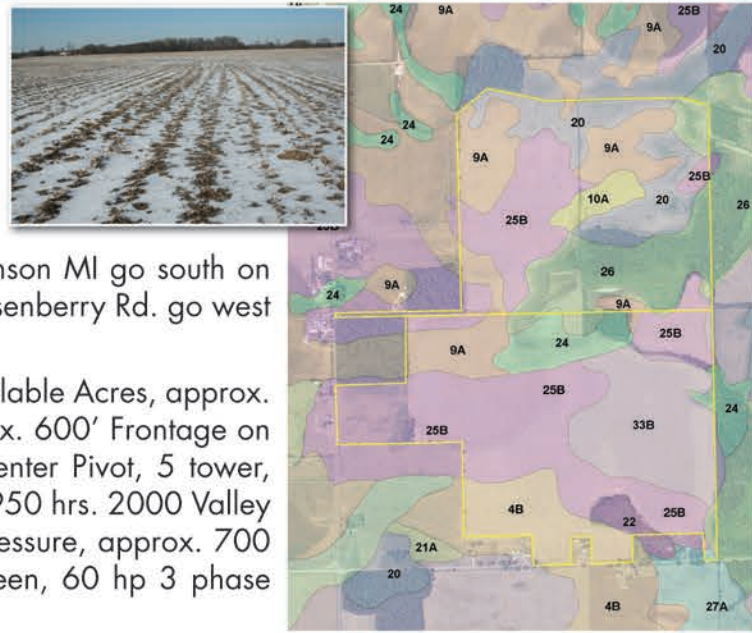 nson MI go south on
senberry Rd. go west
lable Acres, approx.
x. 600' Frontage on
enter Pivot, 5 tower,
950 hrs. 2000 Valley
essure, approx. 700
een, 60 hp 3 phase
24
9A
25B
9A
20
24
20
24
9A
9A
25B
10A
20
25B
26
26
9A
24
9A
25B
9A
24
25B
33B
24
25B
4B
22
25B
21A
20
4B
27A